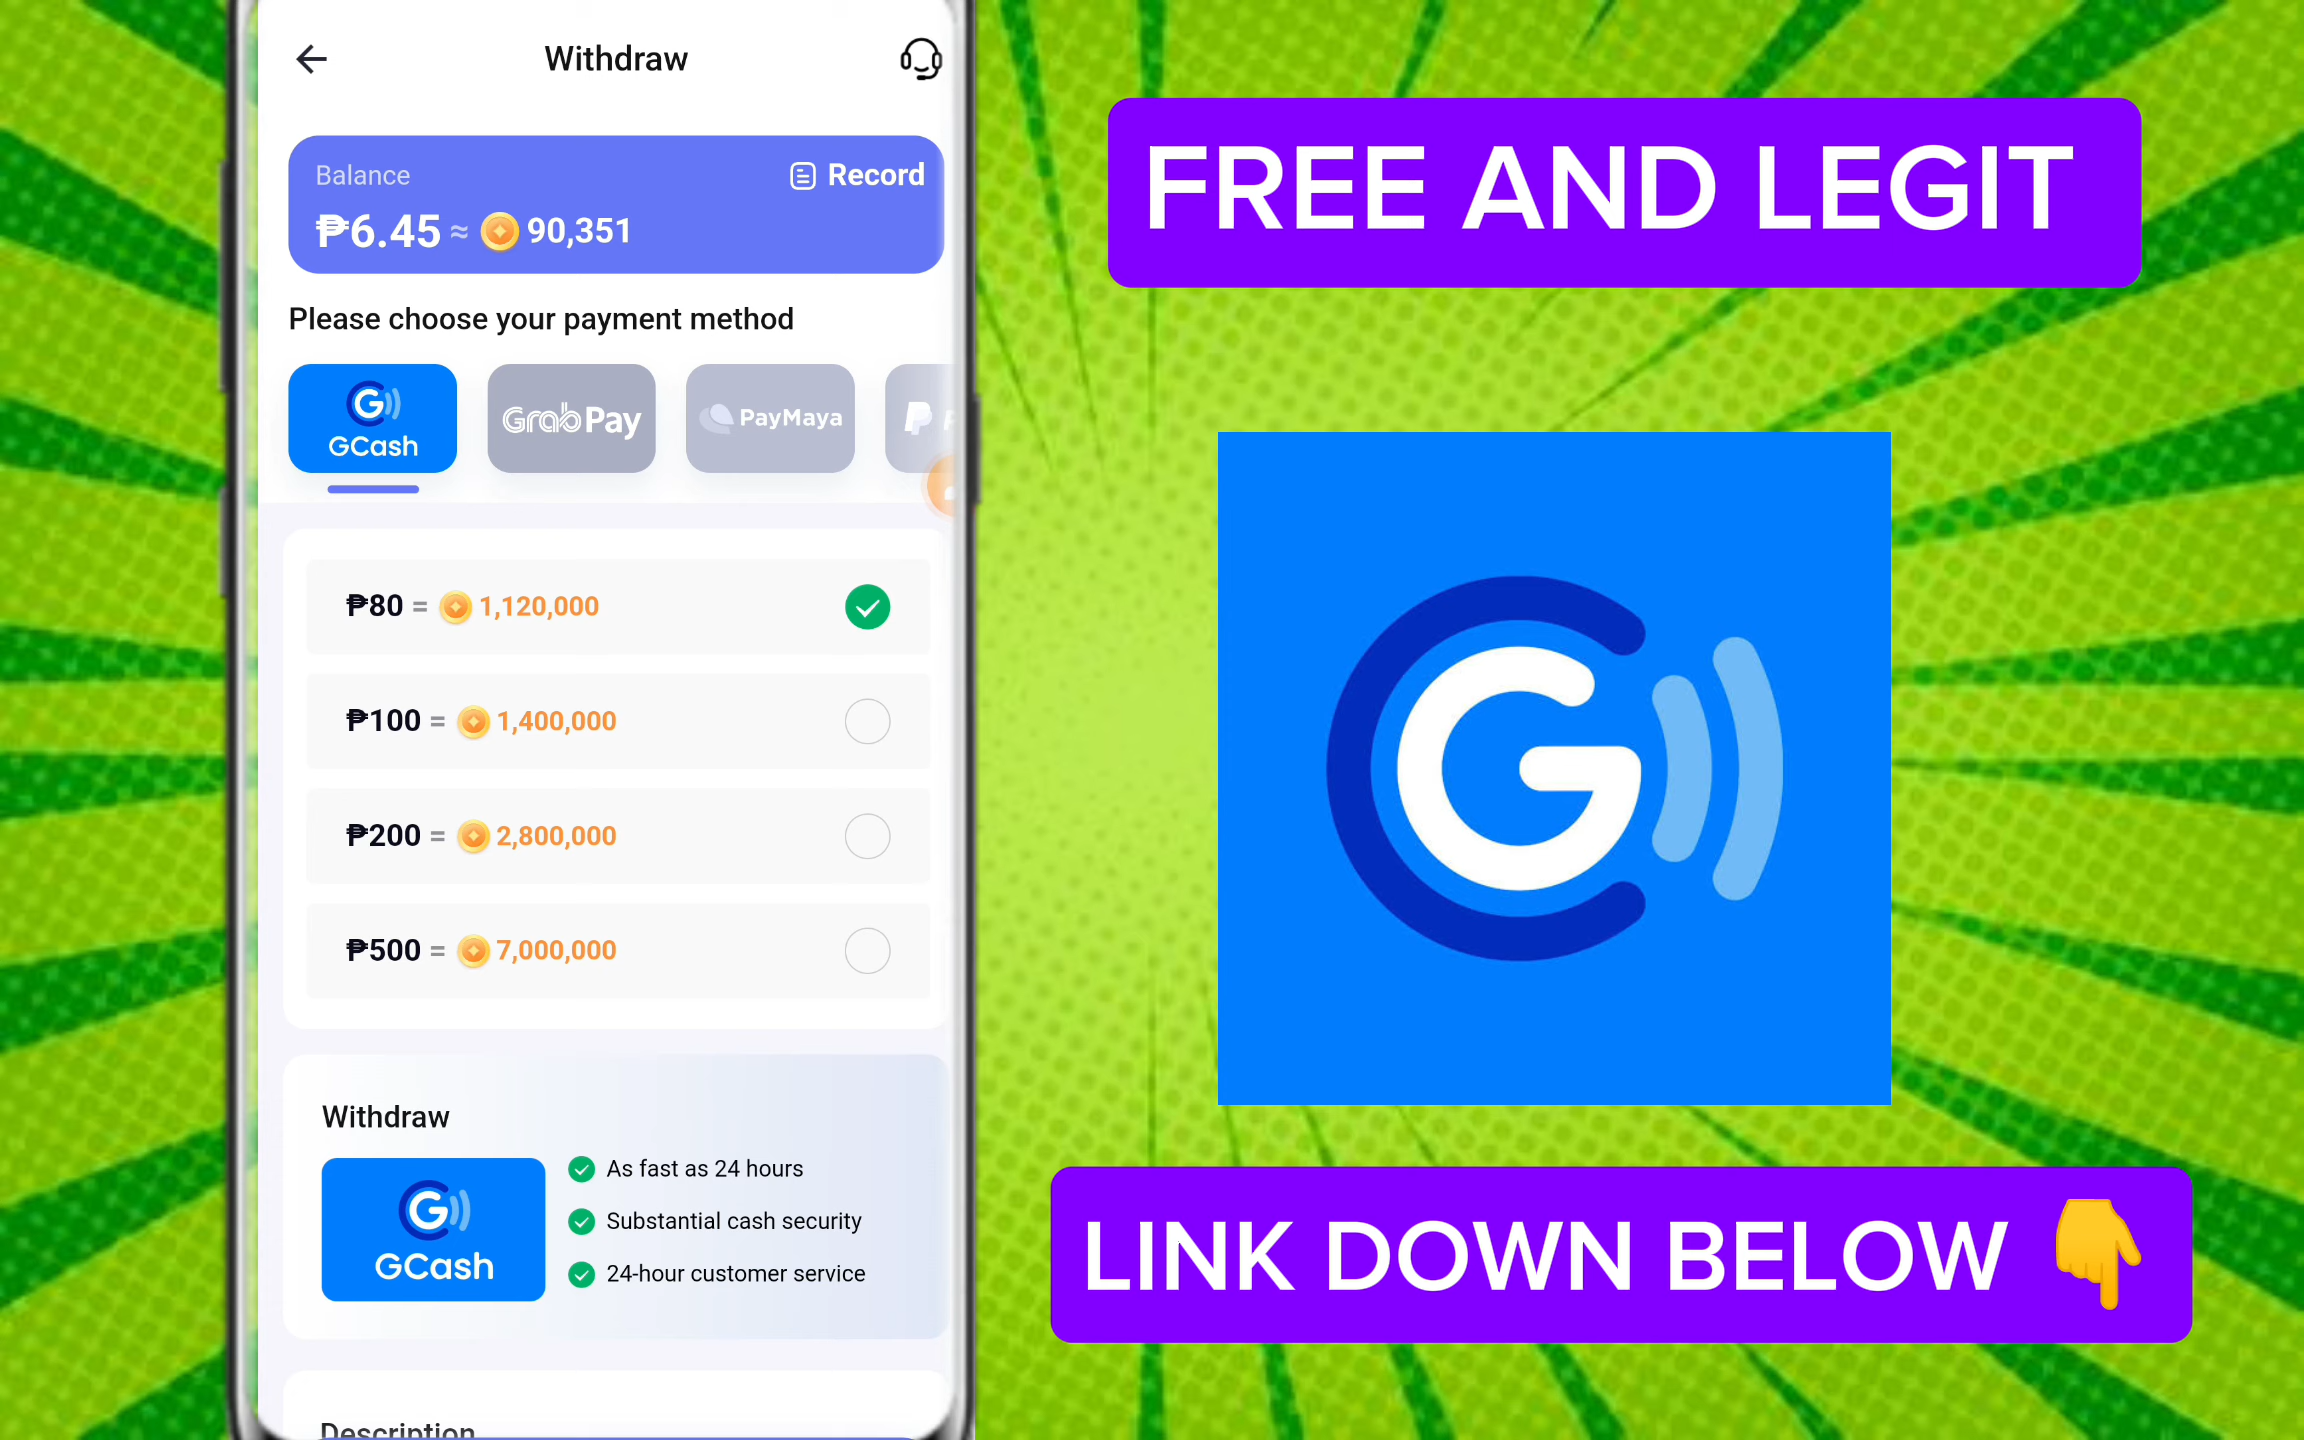 Withdraw
Balance
Record
₱6.45 ≈ 90,351
Please choose your payment method
GCash
GrabPay
PayMaya
₱80 = 1,120,000
₱100 = 1,400,000
₱200 = 2,800,000
₱500 = 7,000,000
Withdraw
GCash
As fast as 24 hours
Substantial cash security
24-hour customer service
Description
FREE AND LEGIT
LINK DOWN BELOW 👇